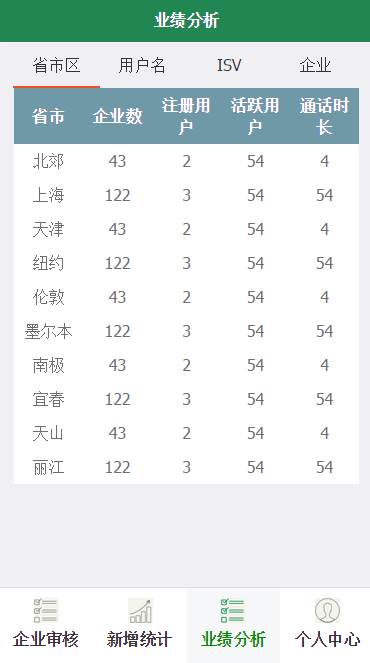 业绩分析
省市区 用户名 ISV 企业
省市 企业数 注册用户 活跃用户 通话时长
北郊 43 2 54 4
上海 122 3 54 54
天津 43 2 54 4
纽约 122 3 54 54
伦敦 43 2 54 4
墨尔本 122 3 54 54
南极 43 2 54 4
宜春 122 3 54 54
天山 43 2 54 4
丽江 122 3 54 54
企业审核 新增统计 业绩分析 个人中心